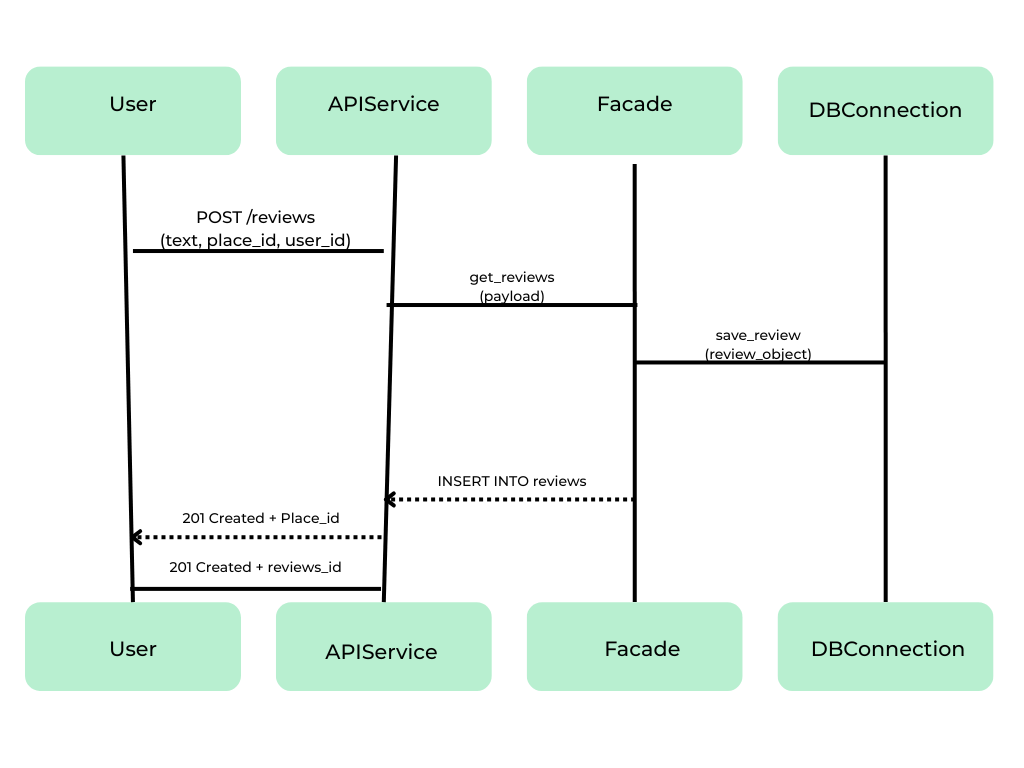 User
APIService
Facade
DBConnection
POST /reviews
(text, place_id, user_id)
get_reviews
(payload)
save_review
(review_object)
INSERT INTO reviews
201 Created + Place_id
201 Created + reviews_id
User
APIService
Facade
DBConnection